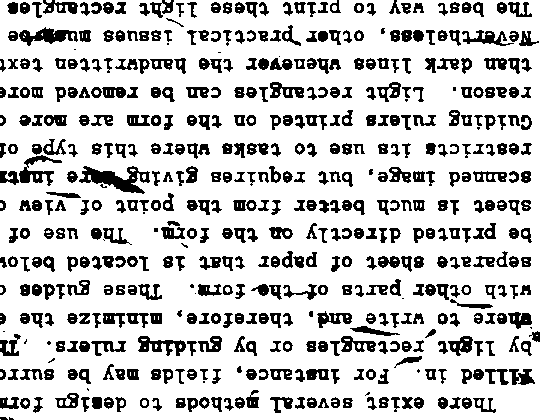 There exist several methods to design form
filled in. For instance, fields may be surro
by light rectangles or by guiding rulers. Th
where to write and, therefore, minimize the e
with other parts of the form. These guides c
separate sheet of paper that is located below
be printed directly on the form. The use of
sheet is much better from the point of view o
scanned image, but requires giving more instr
restricts its use to tasks where this type of
Guiding rulers printed on the form are more c
reason. Light rectangles can be removed more
than dark lines whenever the handwritten text
Nevertheless, other practical issues must be
The best way to print these light rectangles